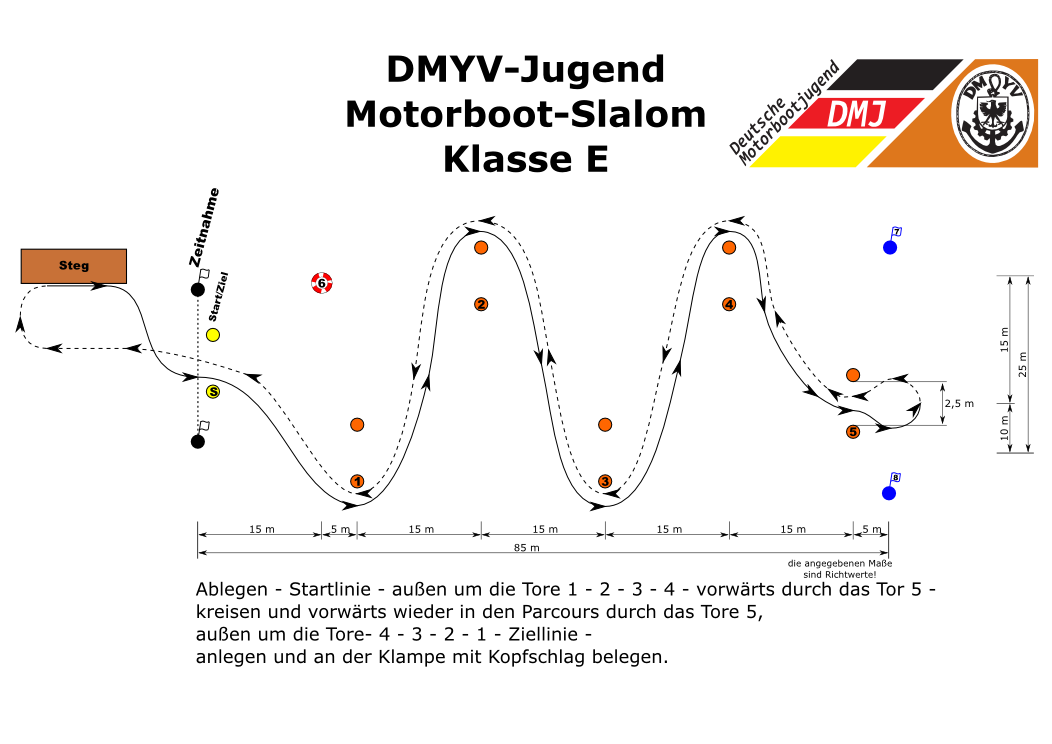 DMYV-Jugend
Motorboot-Slalom
Klasse E
Deutsche
Motorbootjugend
DMJ
DMYV
Steg
Zeitnahme
Start/Ziel
6
S
1
2
3
4
5
7
8
15 m
25 m
2,5 m
10 m
15 m
5 m
15 m
15 m
15 m
15 m
5 m
85 m
die angegebenen Maße
sind Richtwerte!
Ablegen - Startlinie - außen um die Tore 1 - 2 - 3 - 4 - vorwärts durch das Tor 5 -
kreisen und vorwärts wieder in den Parcours durch das Tore 5,
außen um die Tore- 4 - 3 - 2 - 1 - Ziellinie -
anlegen und an der Klampe mit Kopfschlag belegen.